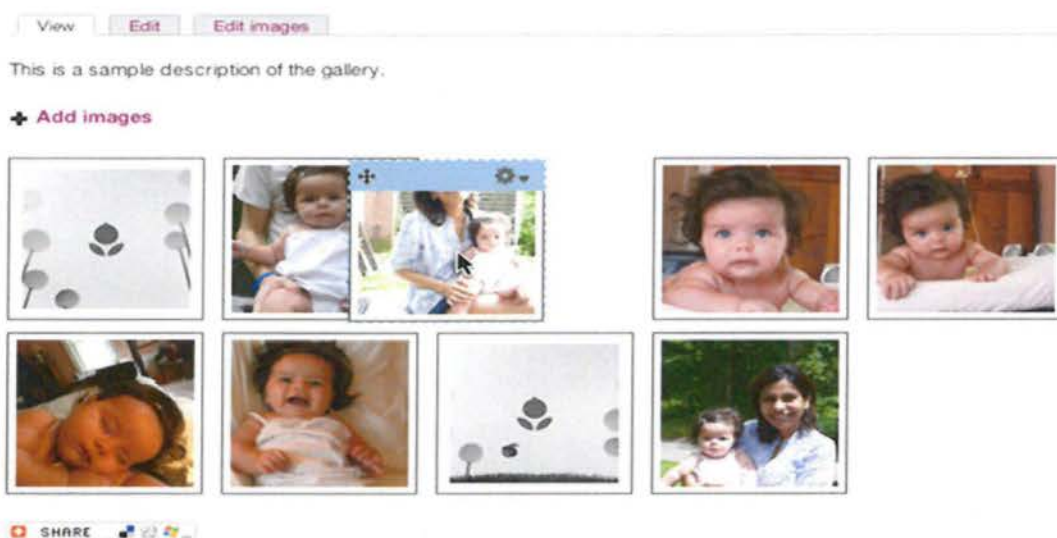 View Edit Edit images
This is a sample description of the gallery.
Add images
SHARE